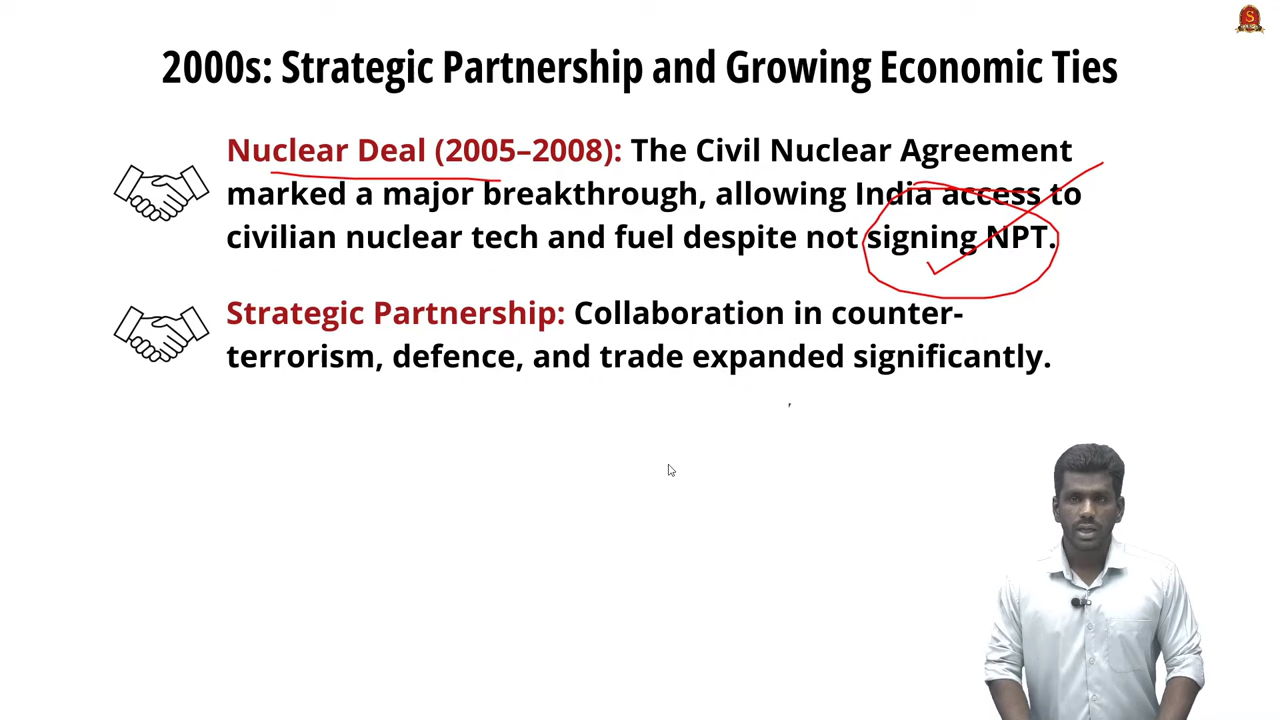 2000s: Strategic Partnership and Growing Economic Ties
Nuclear Deal (2005–2008): The Civil Nuclear Agreement
marked a major breakthrough, allowing India access to
civilian nuclear tech and fuel despite not signing NPT.
Strategic Partnership: Collaboration in counter-
terrorism, defence, and trade expanded significantly.